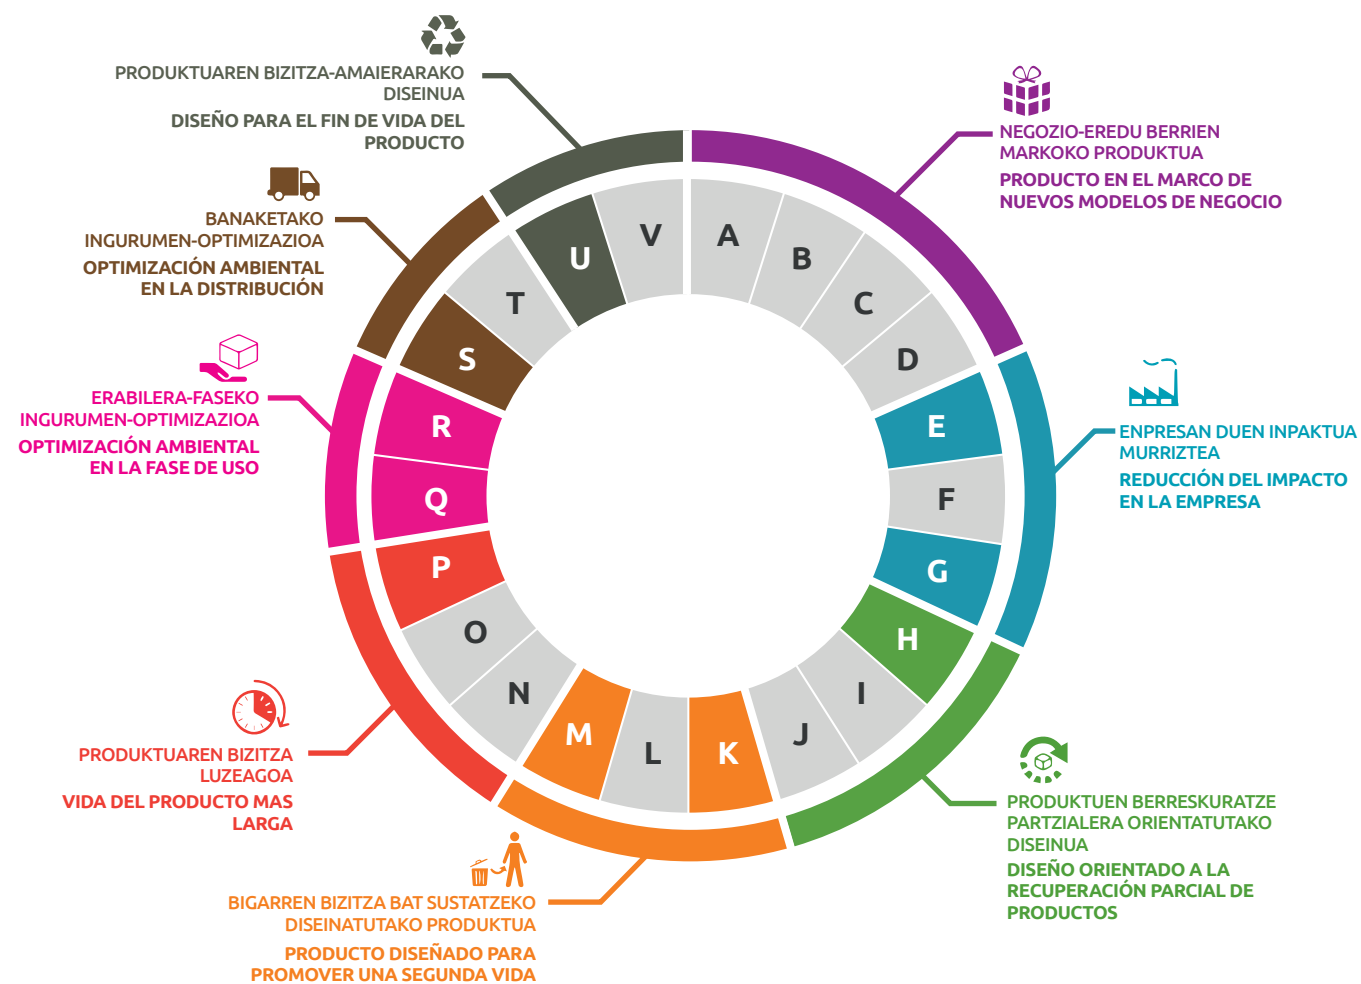 PRODUKTUAREN BIZITZA-AMAIERARAKO
DISEINUA
DISEÑO PARA EL FIN DE VIDA DEL
PRODUCTO
NEGOZIO-EREDU BERRIEN
MARKOKO PRODUKTUA
PRODUCTO EN EL MARCO DE
NUEVOS MODELOS DE NEGOCIO
BANAKETAKO
INGURUMEN-OPTIMIZAZIOA
OPTIMIZACIÓN AMBIENTAL
EN LA DISTRIBUCIÓN
ERABILERA-FASEKO
INGURUMEN-OPTIMIZAZIOA
OPTIMIZACIÓN AMBIENTAL
EN LA FASE DE USO
ENPRESAN DUEN INPAKTUA
MURRIZTEA
REDUCCIÓN DEL IMPACTO
EN LA EMPRESA
A
B
C
D
E
F
G
H
I
J
K
L
M
N
O
P
Q
R
S
T
U
V
PRODUKTUAREN BIZITZA
LUZEAGOA
VIDA DEL PRODUCTO MAS
LARGA
PRODUKTUEN BERRESKURATZE
PARTZIALERA ORIENTATUTAKO
DISEINUA
DISEÑO ORIENTADO A LA
RECUPERACIÓN PARCIAL DE
PRODUCTOS
BIGARREN BIZITZA BAT SUSTATZEKO
DISEINATUTAKO PRODUKTUA
PRODUCTO DISEÑADO PARA
PROMOVER UNA SEGUNDA VIDA